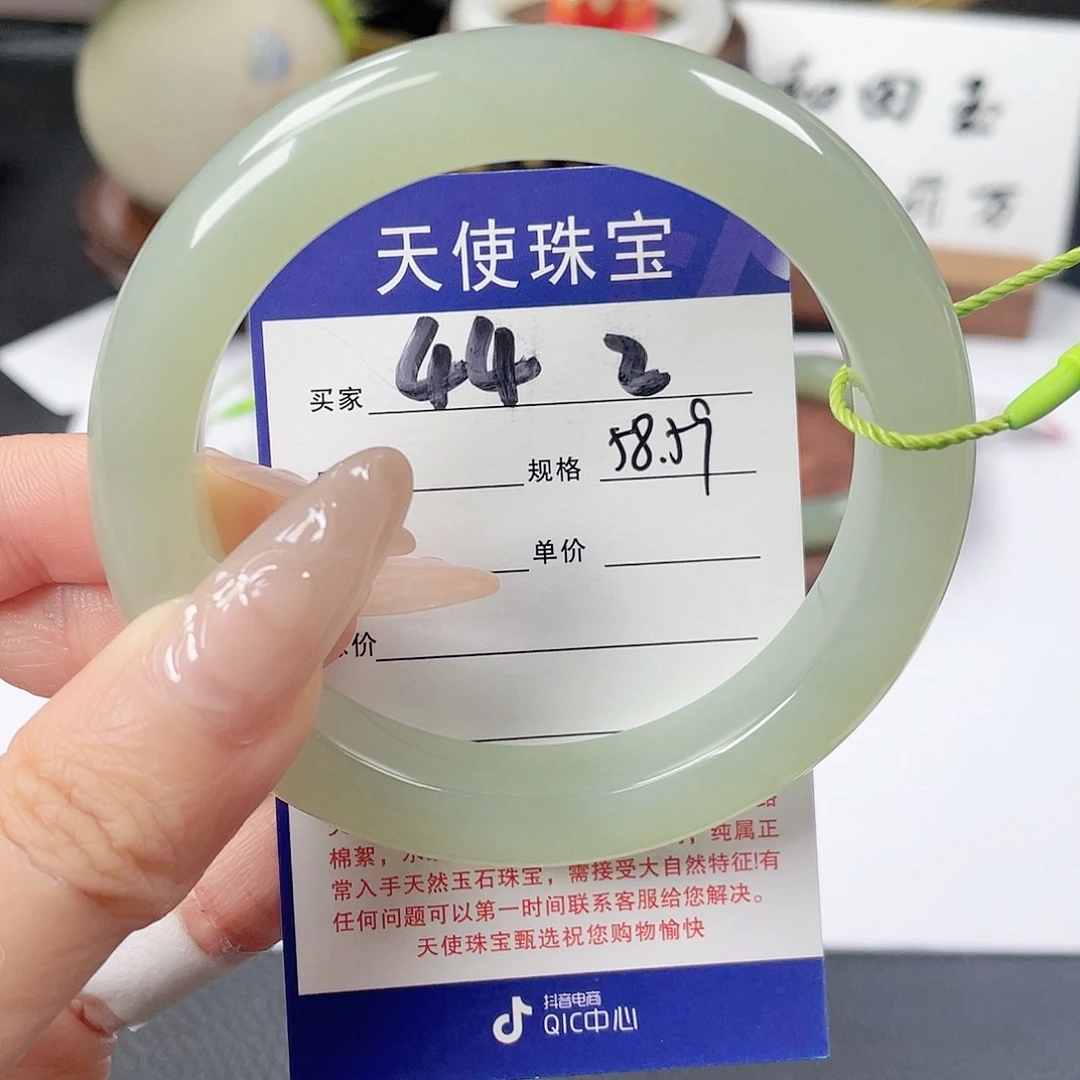 和田玉
万
天使珠宝
买家 44 2
规格 58.59
单价
价
纯属正
棉絮，
常入手天然玉石珠宝，需接受大自然特征!有
任何问题可以第一时间联系客服给您解决。
天使珠宝甄选祝您购物愉快
抖音电商
QIC中心